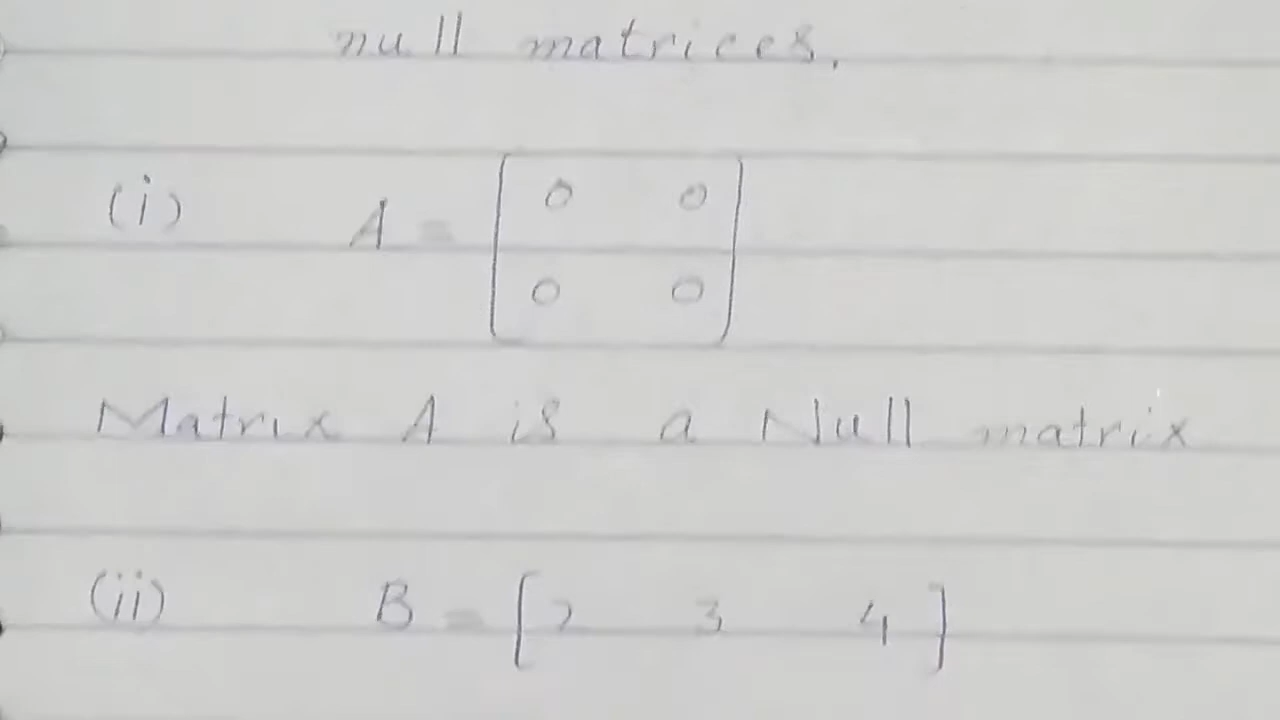 null matrices.
(i) A = [ 0 0
0 0 ]
Matrix A is a Null matrix
(ii) B = [ 2 3 4 ]